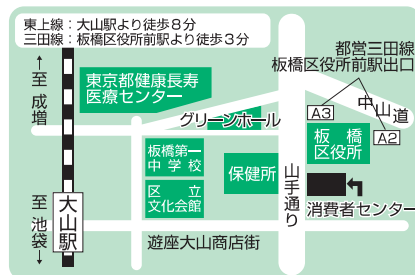 東上線：大山駅より徒歩８分
三田線：板橋区役所前駅より徒歩３分
都営三田線
板橋区役所前駅出口
↑至 成増
東京都健康長寿
医療センター
中山道
A3
A2
グリーンホール
板橋
区役所
板橋第一
中学校
保健所
山手通り
区立
文化会館
消費者センター
大山駅
至 池袋↓
遊座大山商店街